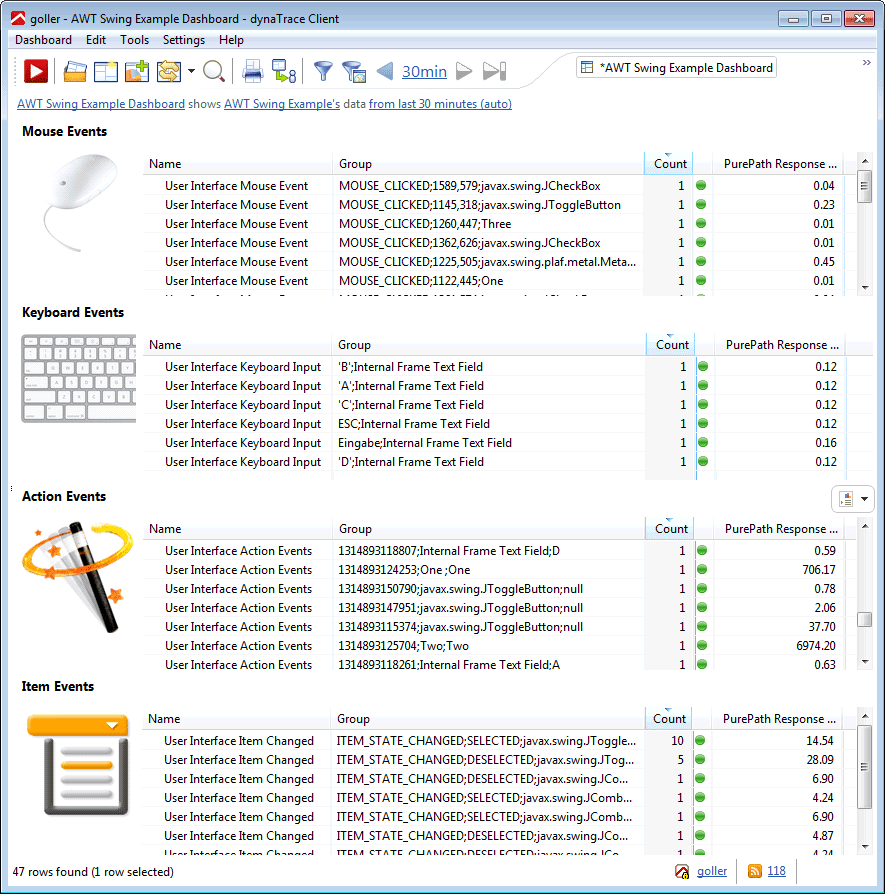 goller - AWT Swing Example Dashboard - dynaTrace Client
Dashboard Edit Tools Settings Help
30min *AWT Swing Example Dashboard »
AWT Swing Example Dashboard shows AWT Swing Example's data from last 30 minutes (auto)
Mouse Events
Name Group Count PurePath Response ...
User Interface Mouse Event MOUSE_CLICKED;1589,579;javax.swing.JCheckBox 1 0.04
User Interface Mouse Event MOUSE_CLICKED;1145,318;javax.swing.JToggleButton 1 0.23
User Interface Mouse Event MOUSE_CLICKED;1260,447;Three 1 0.01
User Interface Mouse Event MOUSE_CLICKED;1362,626;javax.swing.JCheckBox 1 0.01
User Interface Mouse Event MOUSE_CLICKED;1225,505;javax.swing.plaf.metal.Meta... 1 0.45
User Interface Mouse Event MOUSE_CLICKED;1122,445;One 1 0.01
Keyboard Events
Name Group Count PurePath Response ...
User Interface Keyboard Input 'B';Internal Frame Text Field 1 0.12
User Interface Keyboard Input 'A';Internal Frame Text Field 1 0.12
User Interface Keyboard Input 'C';Internal Frame Text Field 1 0.12
User Interface Keyboard Input ESC;Internal Frame Text Field 1 0.12
User Interface Keyboard Input Eingabe;Internal Frame Text Field 1 0.16
User Interface Keyboard Input 'D';Internal Frame Text Field 1 0.12
Action Events
Name Group Count PurePath Response ...
User Interface Action Events 1314893118807;Internal Frame Text Field;D 1 0.59
User Interface Action Events 1314893124253;One ;One 1 706.17
User Interface Action Events 1314893150790;javax.swing.JToggleButton;null 1 0.78
User Interface Action Events 1314893147951;javax.swing.JToggleButton;null 1 2.06
User Interface Action Events 1314893115374;javax.swing.JToggleButton;null 1 37.70
User Interface Action Events 1314893125704;Two;Two 1 6974.20
User Interface Action Events 1314893118261;Internal Frame Text Field;A 1 0.63
Item Events
Name Group Count PurePath Response ...
User Interface Item Changed ITEM_STATE_CHANGED;SELECTED;javax.swing.JToggle... 10 14.54
User Interface Item Changed ITEM_STATE_CHANGED;DESELECTED;javax.swing.JTog... 5 28.09
User Interface Item Changed ITEM_STATE_CHANGED;DESELECTED;javax.swing.JCo... 1 6.90
User Interface Item Changed ITEM_STATE_CHANGED;SELECTED;javax.swing.JComb... 1 4.24
User Interface Item Changed ITEM_STATE_CHANGED;SELECTED;javax.swing.JComb... 1 6.90
User Interface Item Changed ITEM_STATE_CHANGED;DESELECTED;javax.swing.JCo... 1 4.87
User Interface Item Changed ITEM_STATE_CHANGED;DESELECTED;javax.swing.JCo... 1 4.24
47 rows found (1 row selected) goller 118